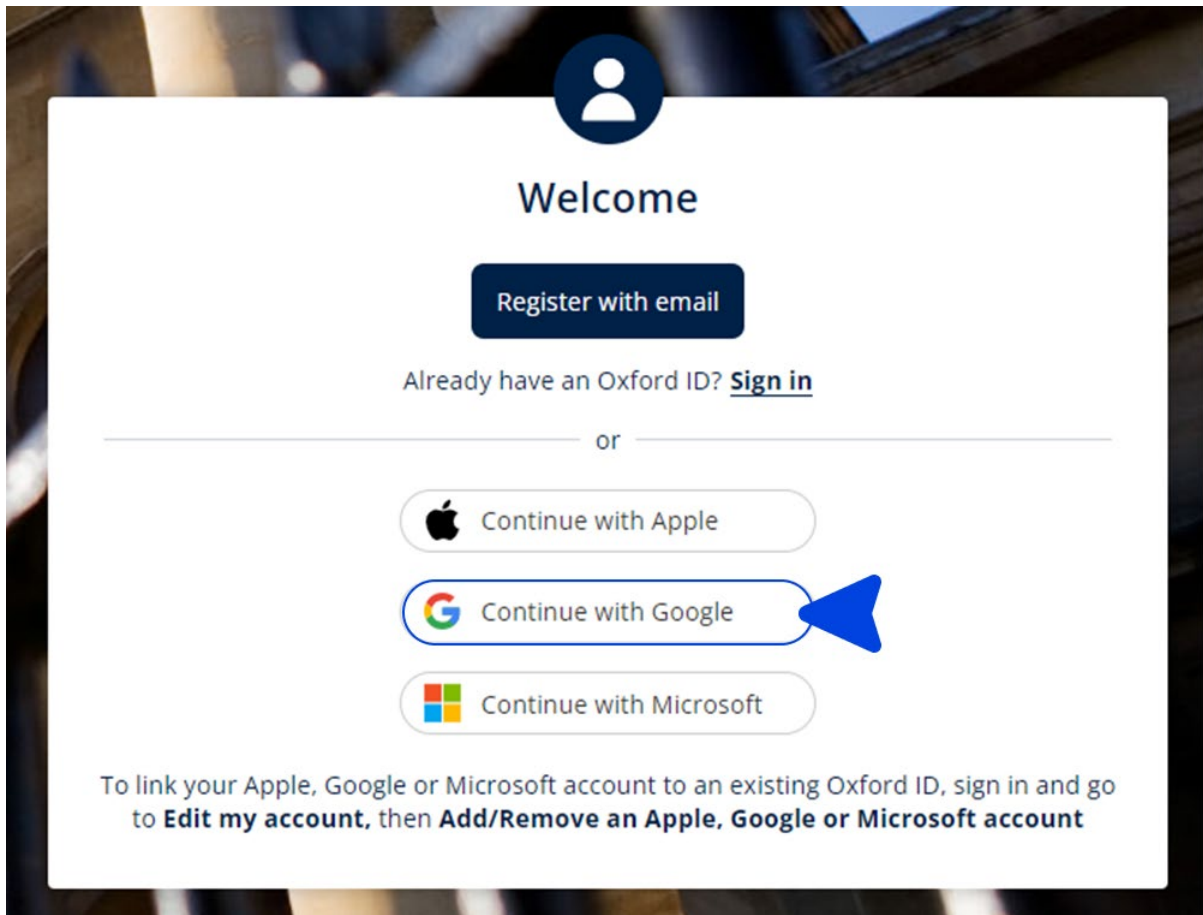 Welcome
Register with email
Already have an Oxford ID? Sign in
or
Continue with Apple
Continue with Google
Continue with Microsoft
To link your Apple, Google or Microsoft account to an existing Oxford ID, sign in and go
to Edit my account, then Add/Remove an Apple, Google or Microsoft account